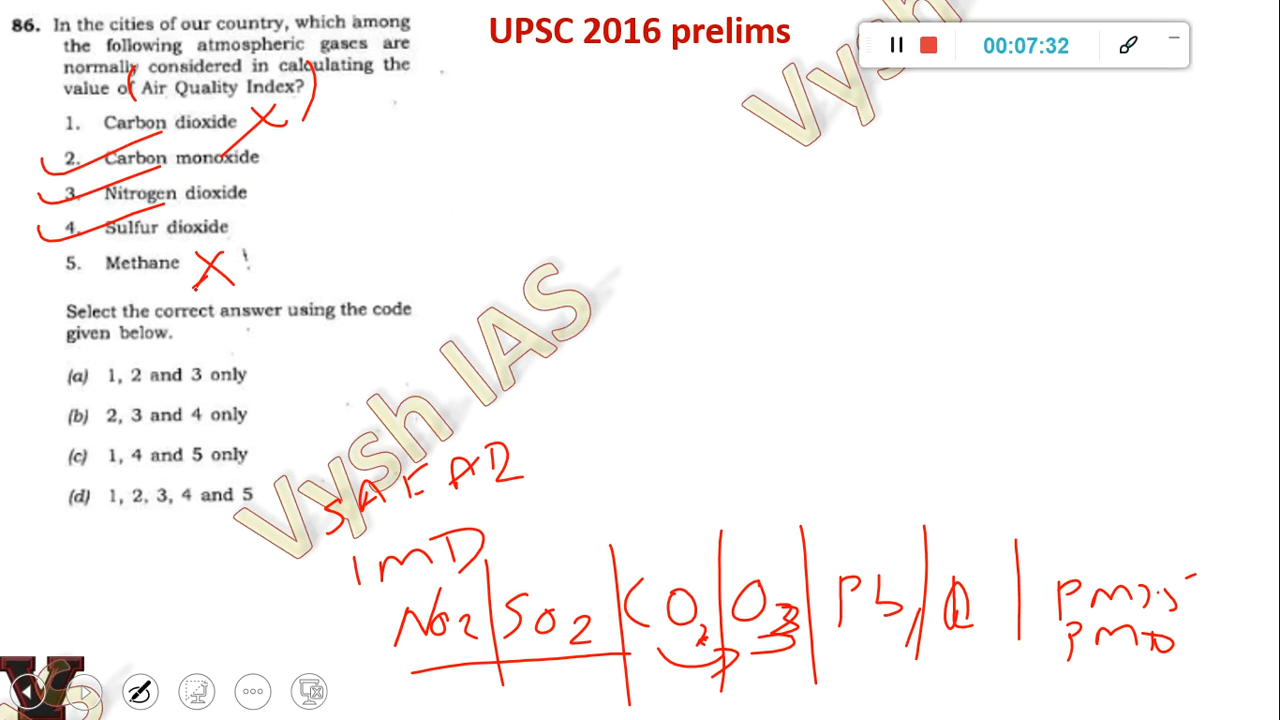 UPSC 2016 prelims
00:07:32
86. In the cities of our country, which among
the following atmospheric gases are
normally considered in calculating the
value of Air Quality Index?
1. Carbon dioxide
2. Carbon monoxide
3. Nitrogen dioxide
4. Sulfur dioxide
5. Methane
Select the correct answer using the code
given below.
(a) 1, 2 and 3 only
(b) 2, 3 and 4 only
(c) 1, 4 and 5 only
(d) 1, 2, 3, 4 and 5
Vysh
Vysh IAS
SAFAR
IMD
NO2 SO2 CO2 O3 Pb,
PM2.5
PM10